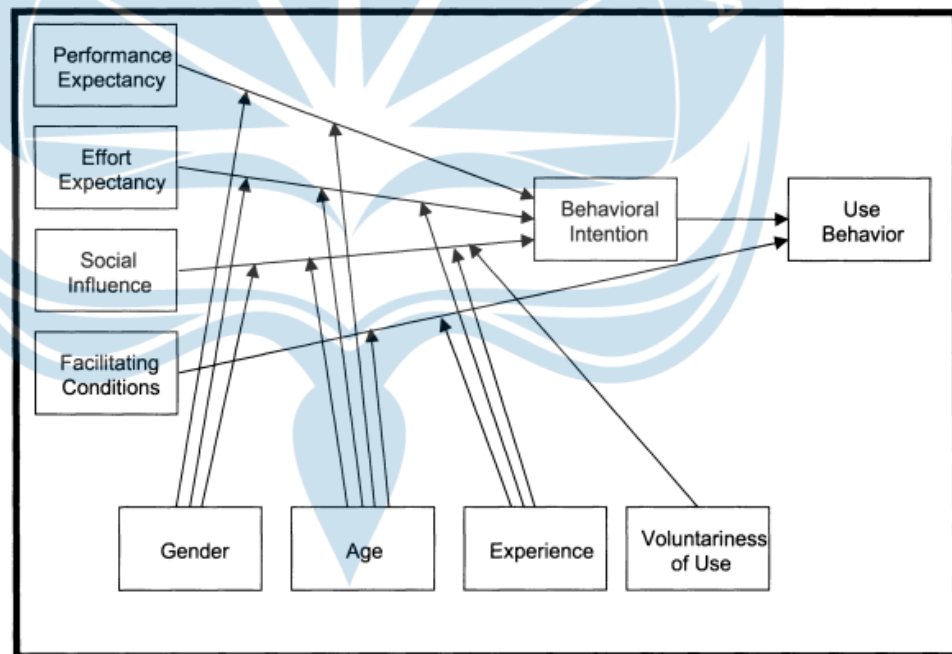 A
Performance
Expectancy
Effort
Expectancy
Social
Influence
Facilitating
Conditions
Behavioral
Intention
Use
Behavior
Gender
Age
Experience
Voluntariness
of Use